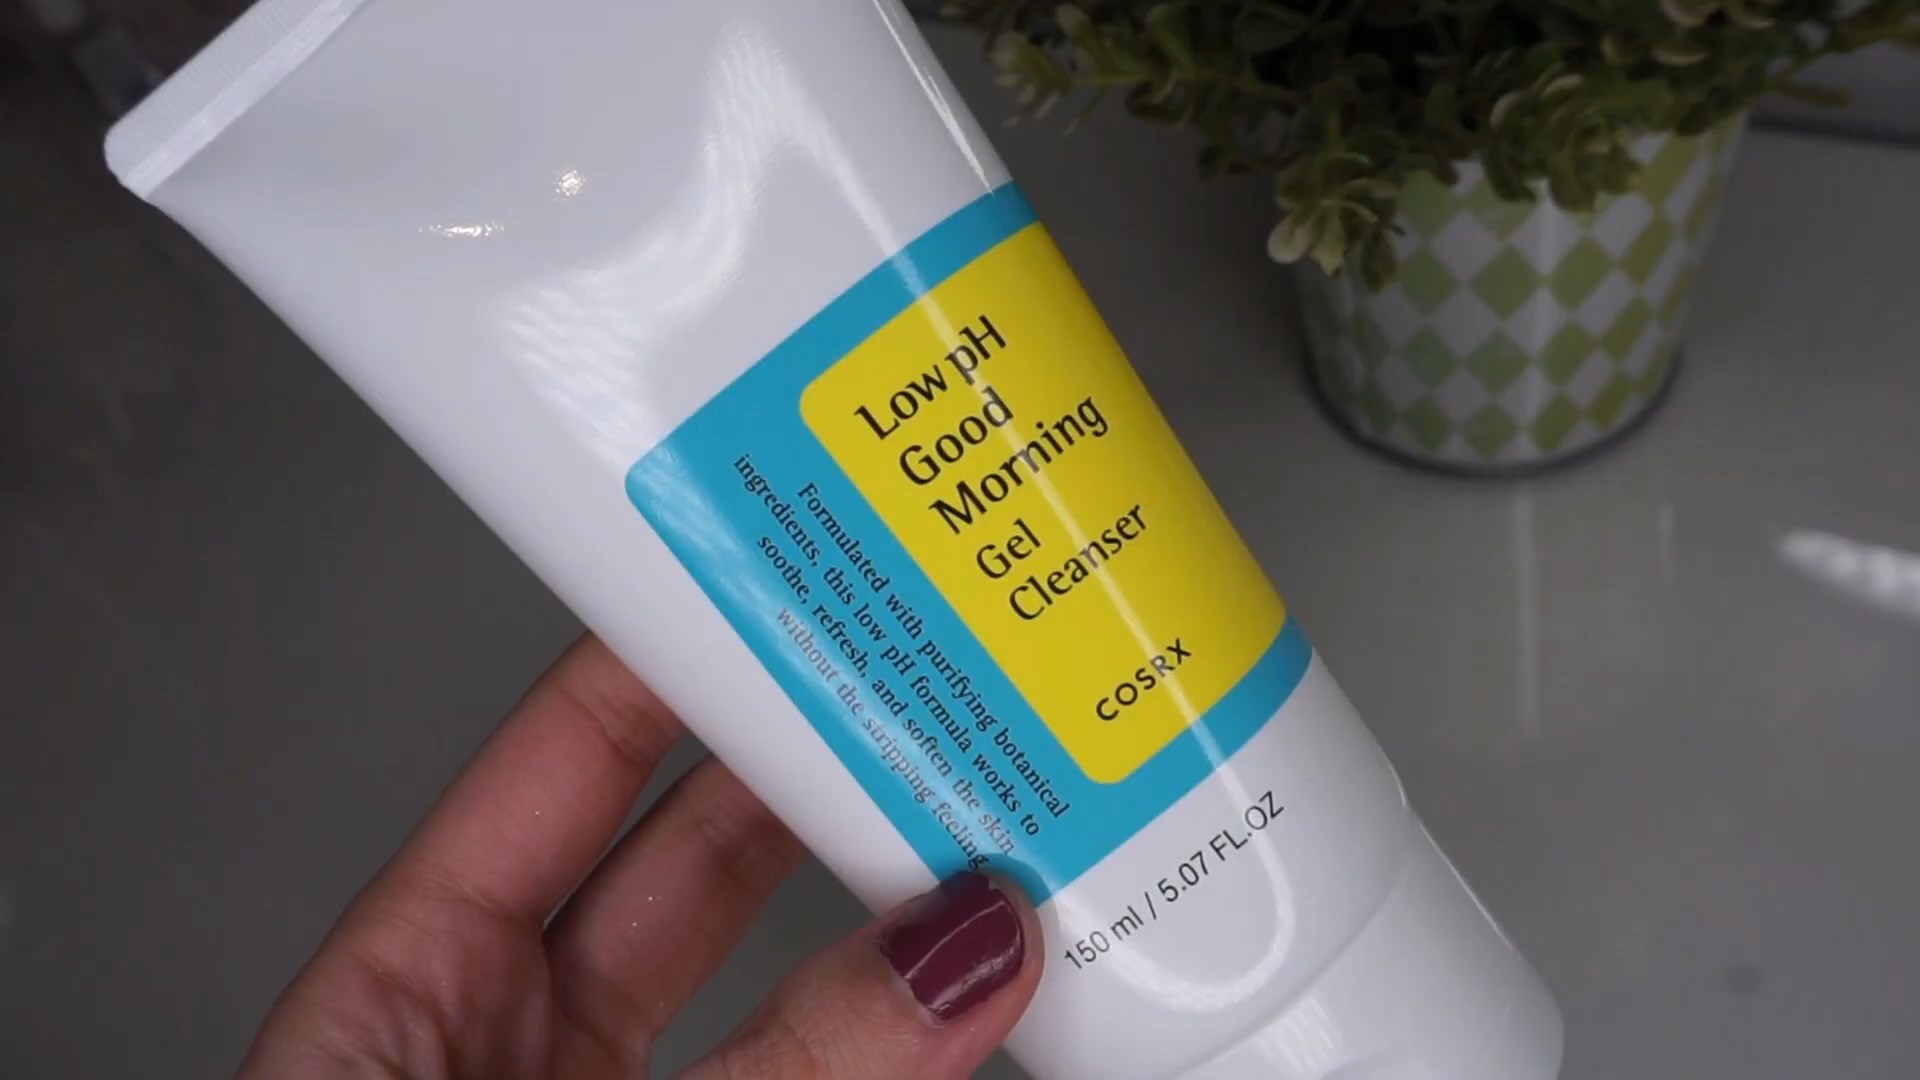 Low pH
Good
Morning
Gel
Cleanser
COSRX
Formulated with purifying botanical
ingredients, this low pH formula works to
soothe, refresh, and soften the skin
without the stripping feeling
150 ml / 5.07 FL.OZ